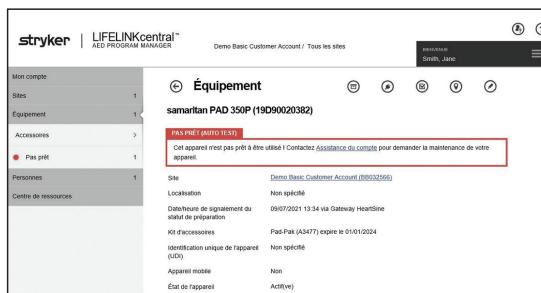 stryker
LIFELINKcentral™
AED PROGRAM MANAGER
Demo Basic Customer Account / Tous les sites
BIENVENUE
Smith, Jane
Mon compte
Sites 1
Équipement 1
Accessoires
Pas prêt 1
Personnes 1
Centre de ressources
Équipement
samaritan PAD 350P (19D90020382)
PAS PRÊT (AUTO TEST)
Cet appareil n'est pas prêt à être utilisé ! Contactez Assistance du compte pour demander la maintenance de votre
appareil.
Site Demo Basic Customer Account (BB032566)
Localisation Non spécifié
Date/heure de signalement du
statut de préparation 09/07/2021 13:34 via Gateway HeartSine
Kit d'accessoires Pad-Pak (A3477) expire le 01/01/2024
Identification unique de l'appareil
(UDI) Non spécifié
Appareil mobile Non
État de l'appareil Actif(ve)